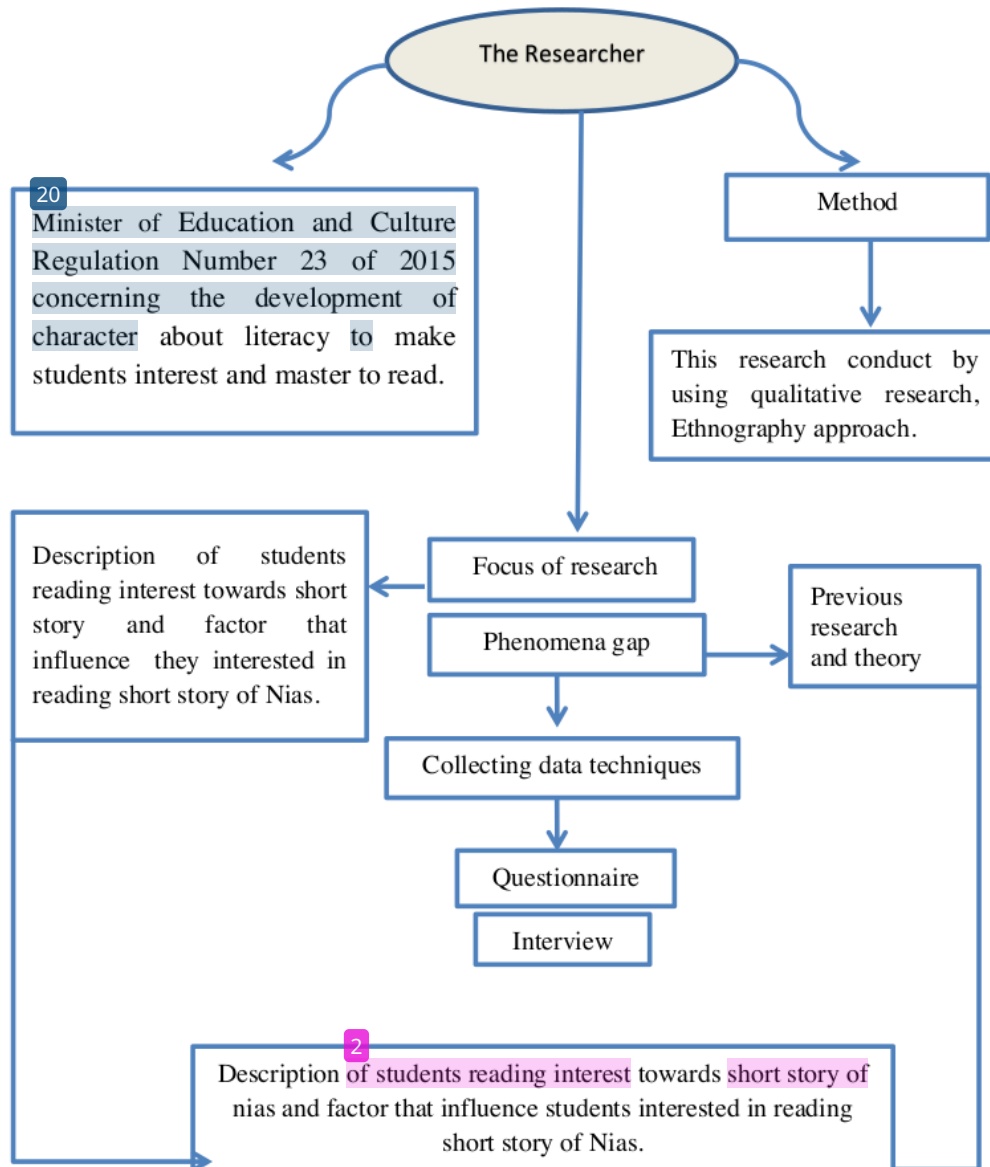 The Researcher
20
Minister of Education and Culture
Regulation Number 23 of 2015
concerning the development of
character about literacy to make
students interest and master to read.
Method
This research conduct by
using qualitative research,
Ethnography approach.
Description of students
reading interest towards short
story and factor that
influence they interested in
reading short story of Nias.
Focus of research
Phenomena gap
Previous
research
and theory
Collecting data techniques
Questionnaire
Interview
2
Description of students reading interest towards short story of
nias and factor that influence students interested in reading
short story of Nias.